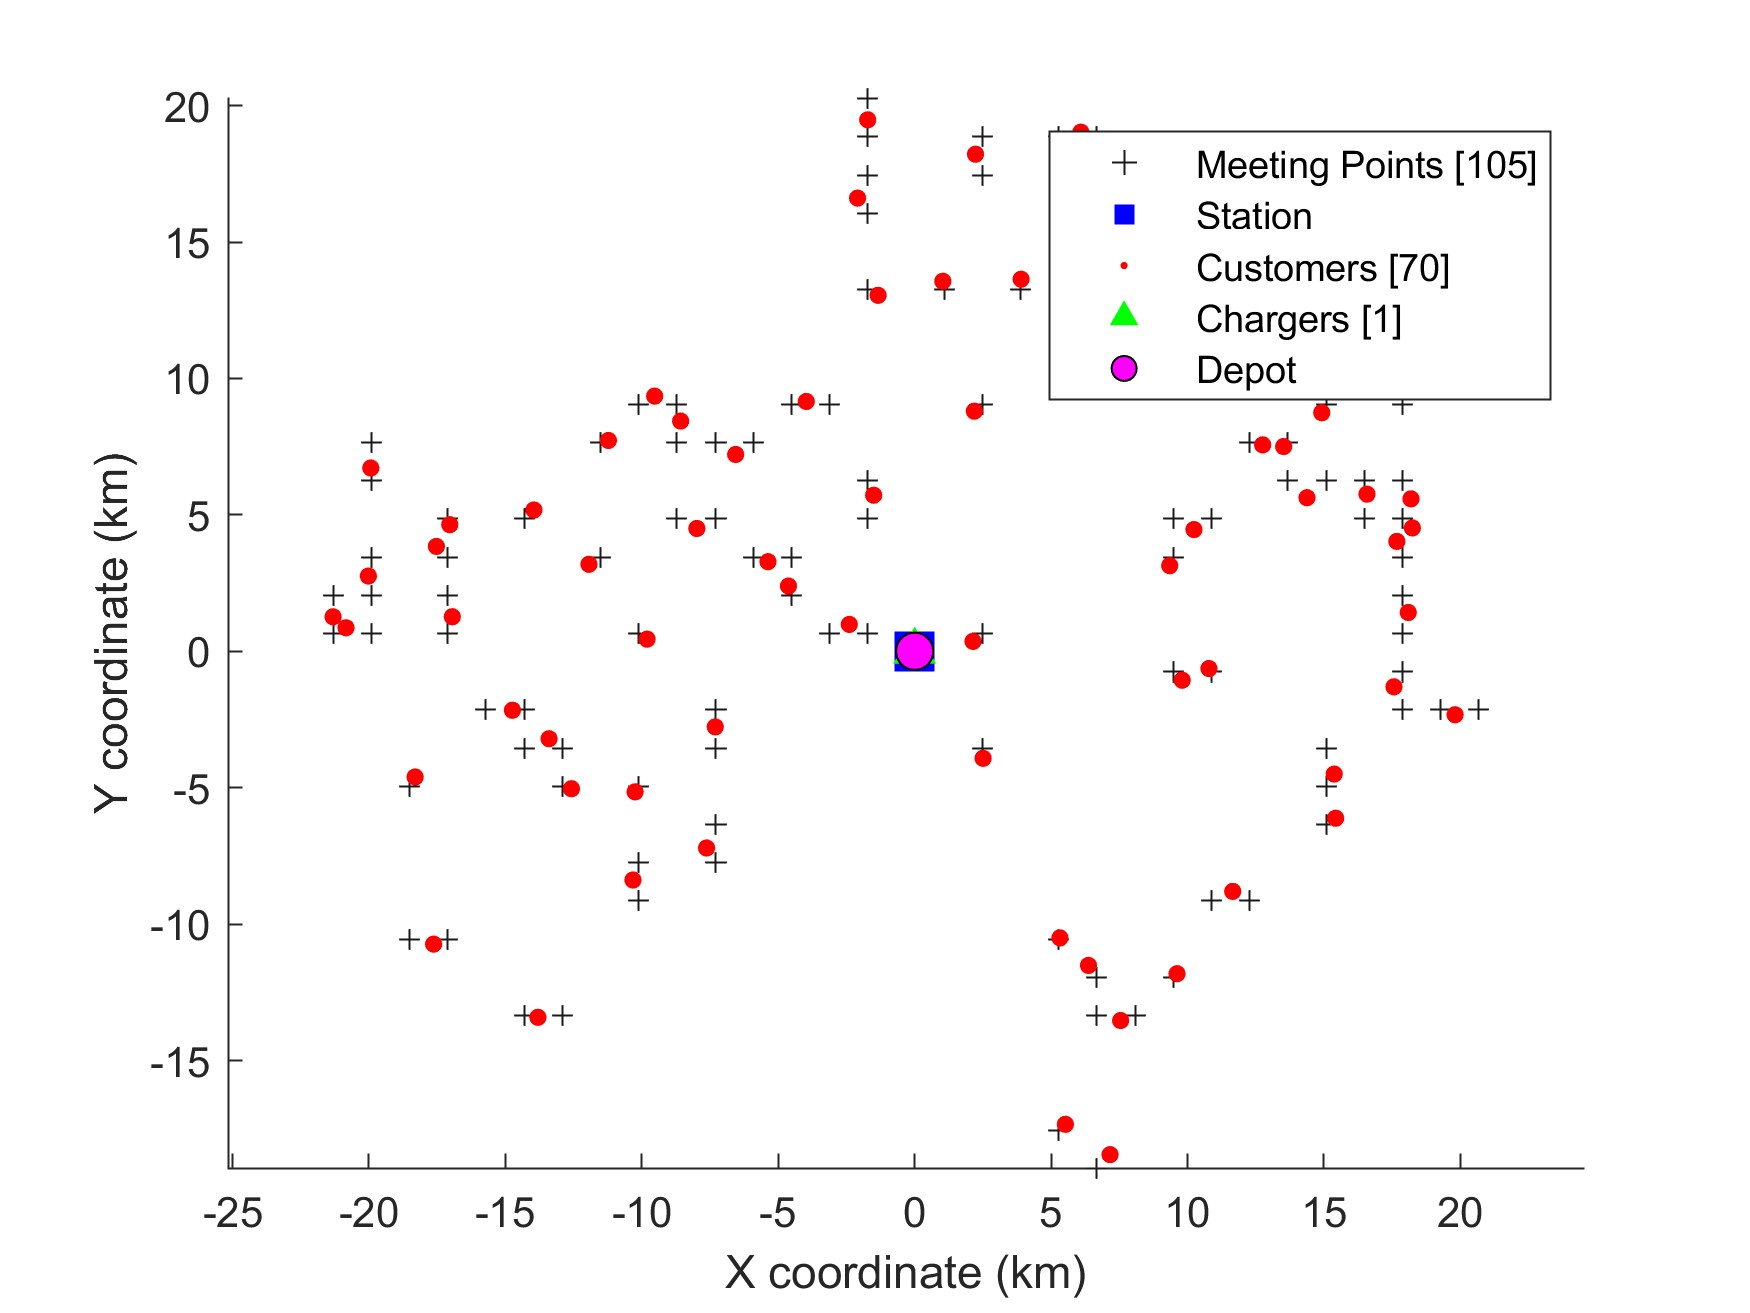 20
15
10
5
0
-5
-10
-15
Y coordinate (km)
Meeting Points [105]
Station
Customers [70]
Chargers [1]
Depot
-25 -20 -15 -10 -5 0 5 10 15 20
X coordinate (km)